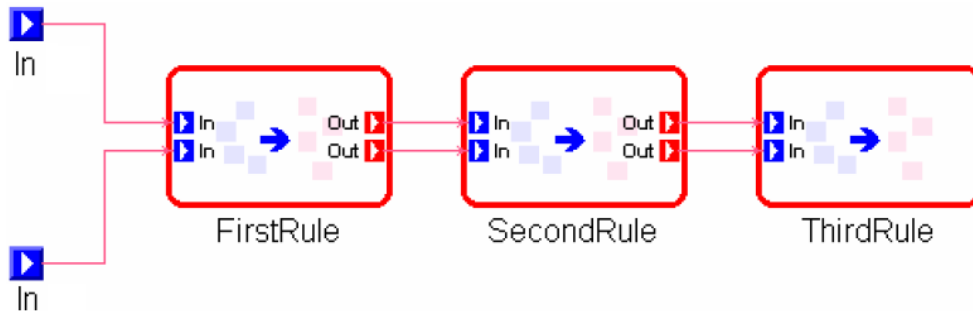 In
In Out In Out In
In Out In Out In
FirstRule SecondRule ThirdRule
In